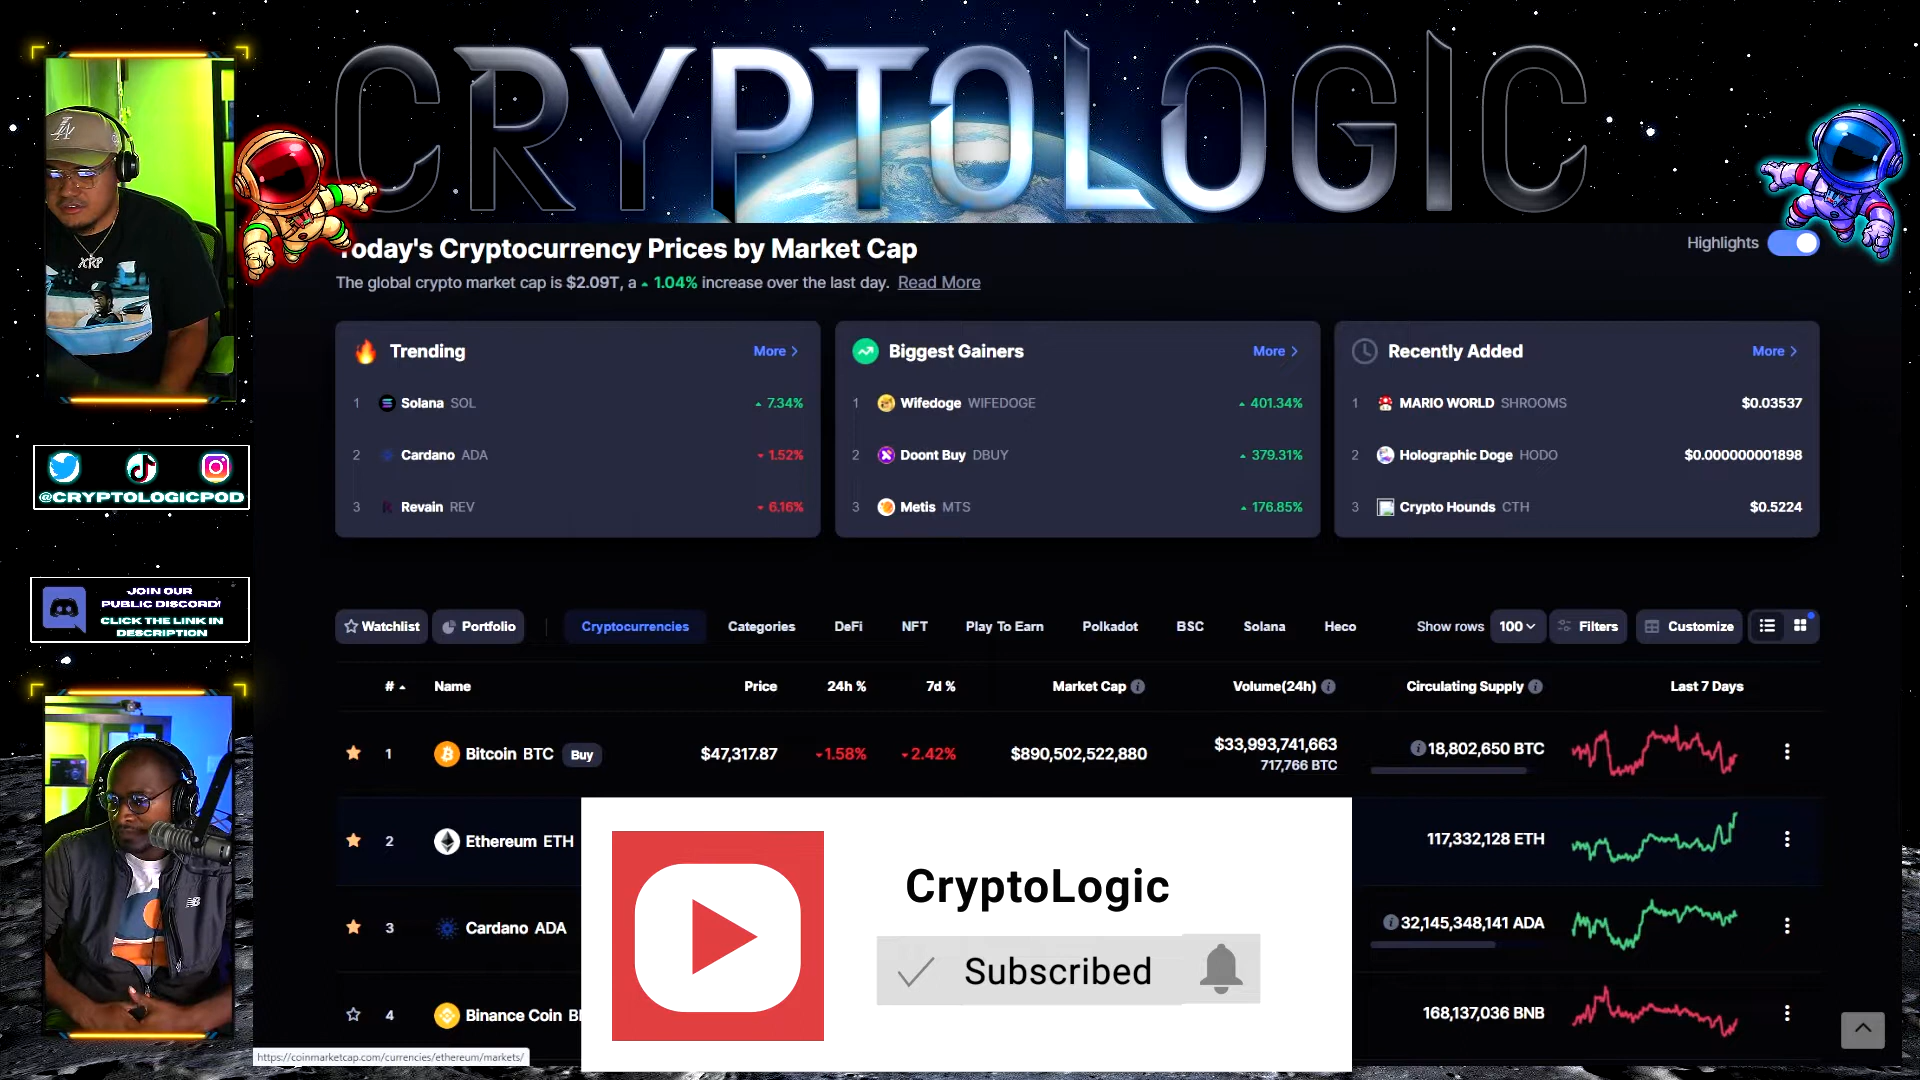 CRYPTOLOGIC
Today's Cryptocurrency Prices by Market Cap
Highlights
The global crypto market cap is $2.09T, a 1.04% increase over the last day. Read More
Trending
More
1 Solana SOL 7.34%
2 Cardano ADA 1.52%
3 Revain REV 6.16%
Biggest Gainers
More
1 Wifedoge WIFEDOGE 401.34%
2 Doont Buy DBUY 379.31%
3 Metis MTS 176.85%
Recently Added
More
1 MARIO WORLD SHROOMS $0.03537
2 Holographic Doge HODO $0.000000001898
3 Crypto Hounds CTH $0.5224
XRP
@CRYPTOLOGICPOD
JOIN OUR
PUBLIC DISCORD!
CLICK THE LINK IN
DESCRIPTION
Watchlist Portfolio Cryptocurrencies Categories DeFi NFT Play To Earn Polkadot BSC Solana Heco Show rows 100 Filters Customize
# Name Price 24h % 7d % Market Cap Volume(24h) Circulating Supply Last 7 Days
1 Bitcoin BTC Buy $47,317.87 1.58% 2.42% $890,502,522,880 $33,993,741,663 18,802,650 BTC
717,766 BTC
2 Ethereum ETH 117,332,128 ETH
3 Cardano ADA 32,145,348,141 ADA
4 Binance Coin 168,137,036 BNB
CryptoLogic
Subscribed
https://coinmarketcap.com/currencies/ethereum/markets/